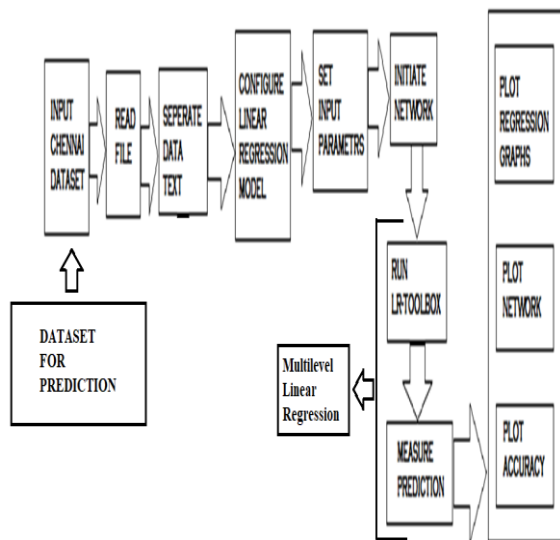 INPUT
CHENNAI
DATASET
READ
FILE
SEPERATE
DATA
TEXT
CONFIGURE
LINEAR
REGRESSION
MODEL
SET
INPUT
PARAMETRS
INITIATE
NETWORK
RUN
LR-TOOLBOX
MEASURE
PREDICTION
PLOT
REGRESSION
GRAPHS
PLOT
NETWORK
PLOT
ACCURACY
DATASET
FOR
PREDICTION
Multilevel
Linear
Regression